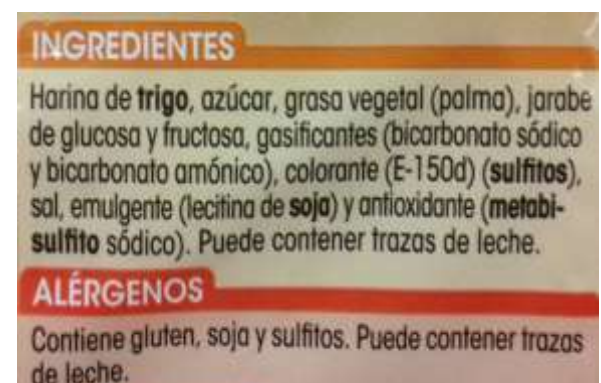 INGREDIENTES
Harina de trigo, azúcar, grasa vegetal (palma), jarabe
de glucosa y fructosa, gasificantes (bicarbonato sódico
y bicarbonato amónico), colorante (E-150d) (sulfitos),
sal, emulgente (lecitina de soja) y antioxidante (metabi-
sulfito sódico). Puede contener trazas de leche.
ALÉRGENOS
Contiene gluten, soja y sulfitos. Puede contener trazas
de leche.